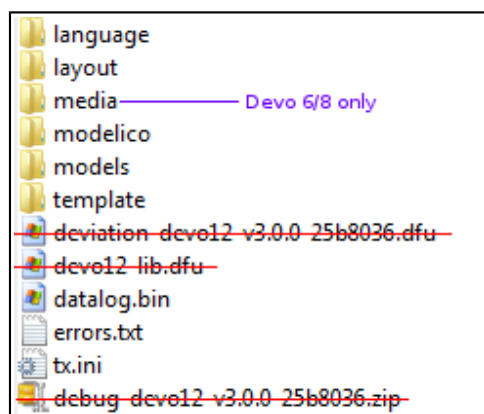 language
layout
media Devo 6/8 only
modelico
models
template
deviation devo12 v3.0.0 25b8036.dfu
devo12 lib.dfu
datalog.bin
errors.txt
tx.ini
debug devo12 v3.0.0 25b8036.zip